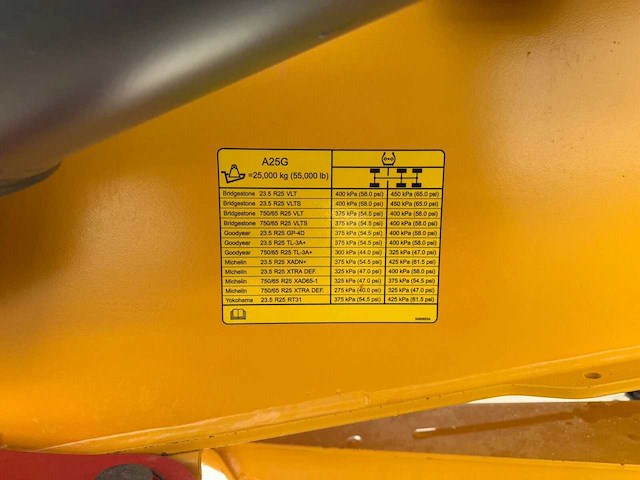 A25G
=25,000 kg (55,000 lb)
Bridgestone 23.5 R25 VLT 400 kPa (58.0 psi) 450 kPa (65.0 psi)
Bridgestone 23.5 R25 VLTS 400 kPa (58.0 psi) 450 kPa (65.0 psi)
Bridgestone 750/65 R25 VLT 375 kPa (54.5 psi) 400 kPa (58.0 psi)
Bridgestone 750/65 R25 VLTS 375 kPa (54.5 psi) 400 kPa (58.0 psi)
Goodyear 23.5 R25 GP-4D 375 kPa (54.5 psi) 400 kPa (58.0 psi)
Goodyear 23.5 R25 TL-3A+ 375 kPa (54.5 psi) 400 kPa (58.0 psi)
Goodyear 750/65 R25 TL-3A+ 300 kPa (44.0 psi) 325 kPa (47.0 psi)
Michelin 23.5 R25 XADN+ 375 kPa (54.5 psi) 425 kPa (61.5 psi)
Michelin 23.5 R25 XTRA DEF. 325 kPa (47.0 psi) 400 kPa (58.0 psi)
Michelin 750/65 R25 XAD65-1 325 kPa (47.0 psi) 375 kPa (54.5 psi)
Michelin 750/65 R25 XTRA DEF. 275 kPa (40.0 psi) 325 kPa (47.0 psi)
Yokohama 23.5 R25 RT31 375 kPa (54.5 psi) 425 kPa (61.5 psi)